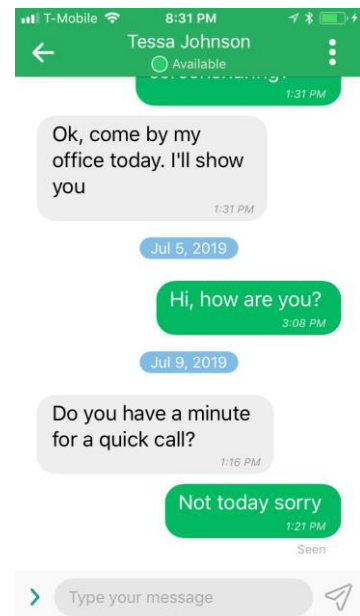 T-Mobile 8:31 PM
Tessa Johnson
Available
1:31 PM
Ok, come by my
office today. I'll show
you
1:31 PM
Jul 5, 2019
Hi, how are you?
3:08 PM
Jul 9, 2019
Do you have a minute
for a quick call?
1:16 PM
Not today sorry
1:21 PM
Seen
Type your message